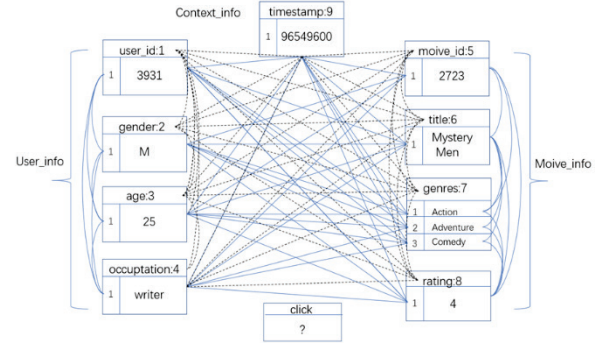 Context_info
timestamp:9
1 96549600
user_id:1
1 3931
moive_id:5
1 2723
gender:2
1 M
title:6
1 Mystery
Men
User_info
Moive_info
age:3
1 25
genres:7
1 Action
2 Adventure
3 Comedy
occuptation:4
1 writer
rating:8
1 4
click
?